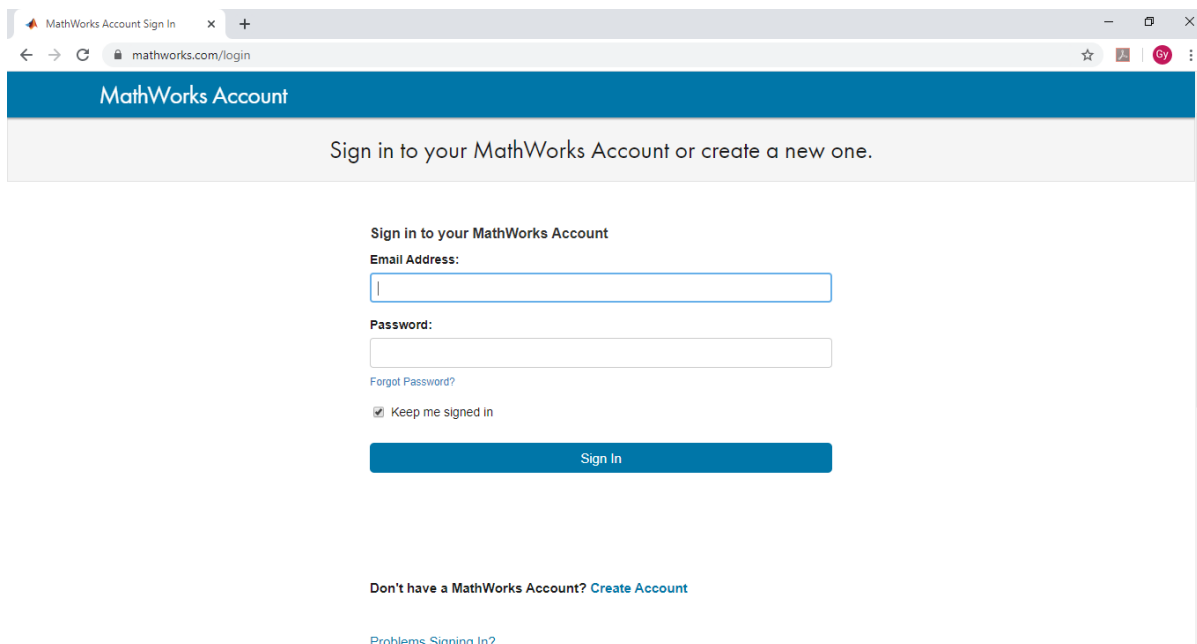 MathWorks Account Sign In
mathworks.com/login
Gy
MathWorks Account
Sign in to your MathWorks Account or create a new one.
Sign in to your MathWorks Account
Email Address:
Password:
Forgot Password?
Keep me signed in
Sign In
Don't have a MathWorks Account? Create Account
Problems Signing In?